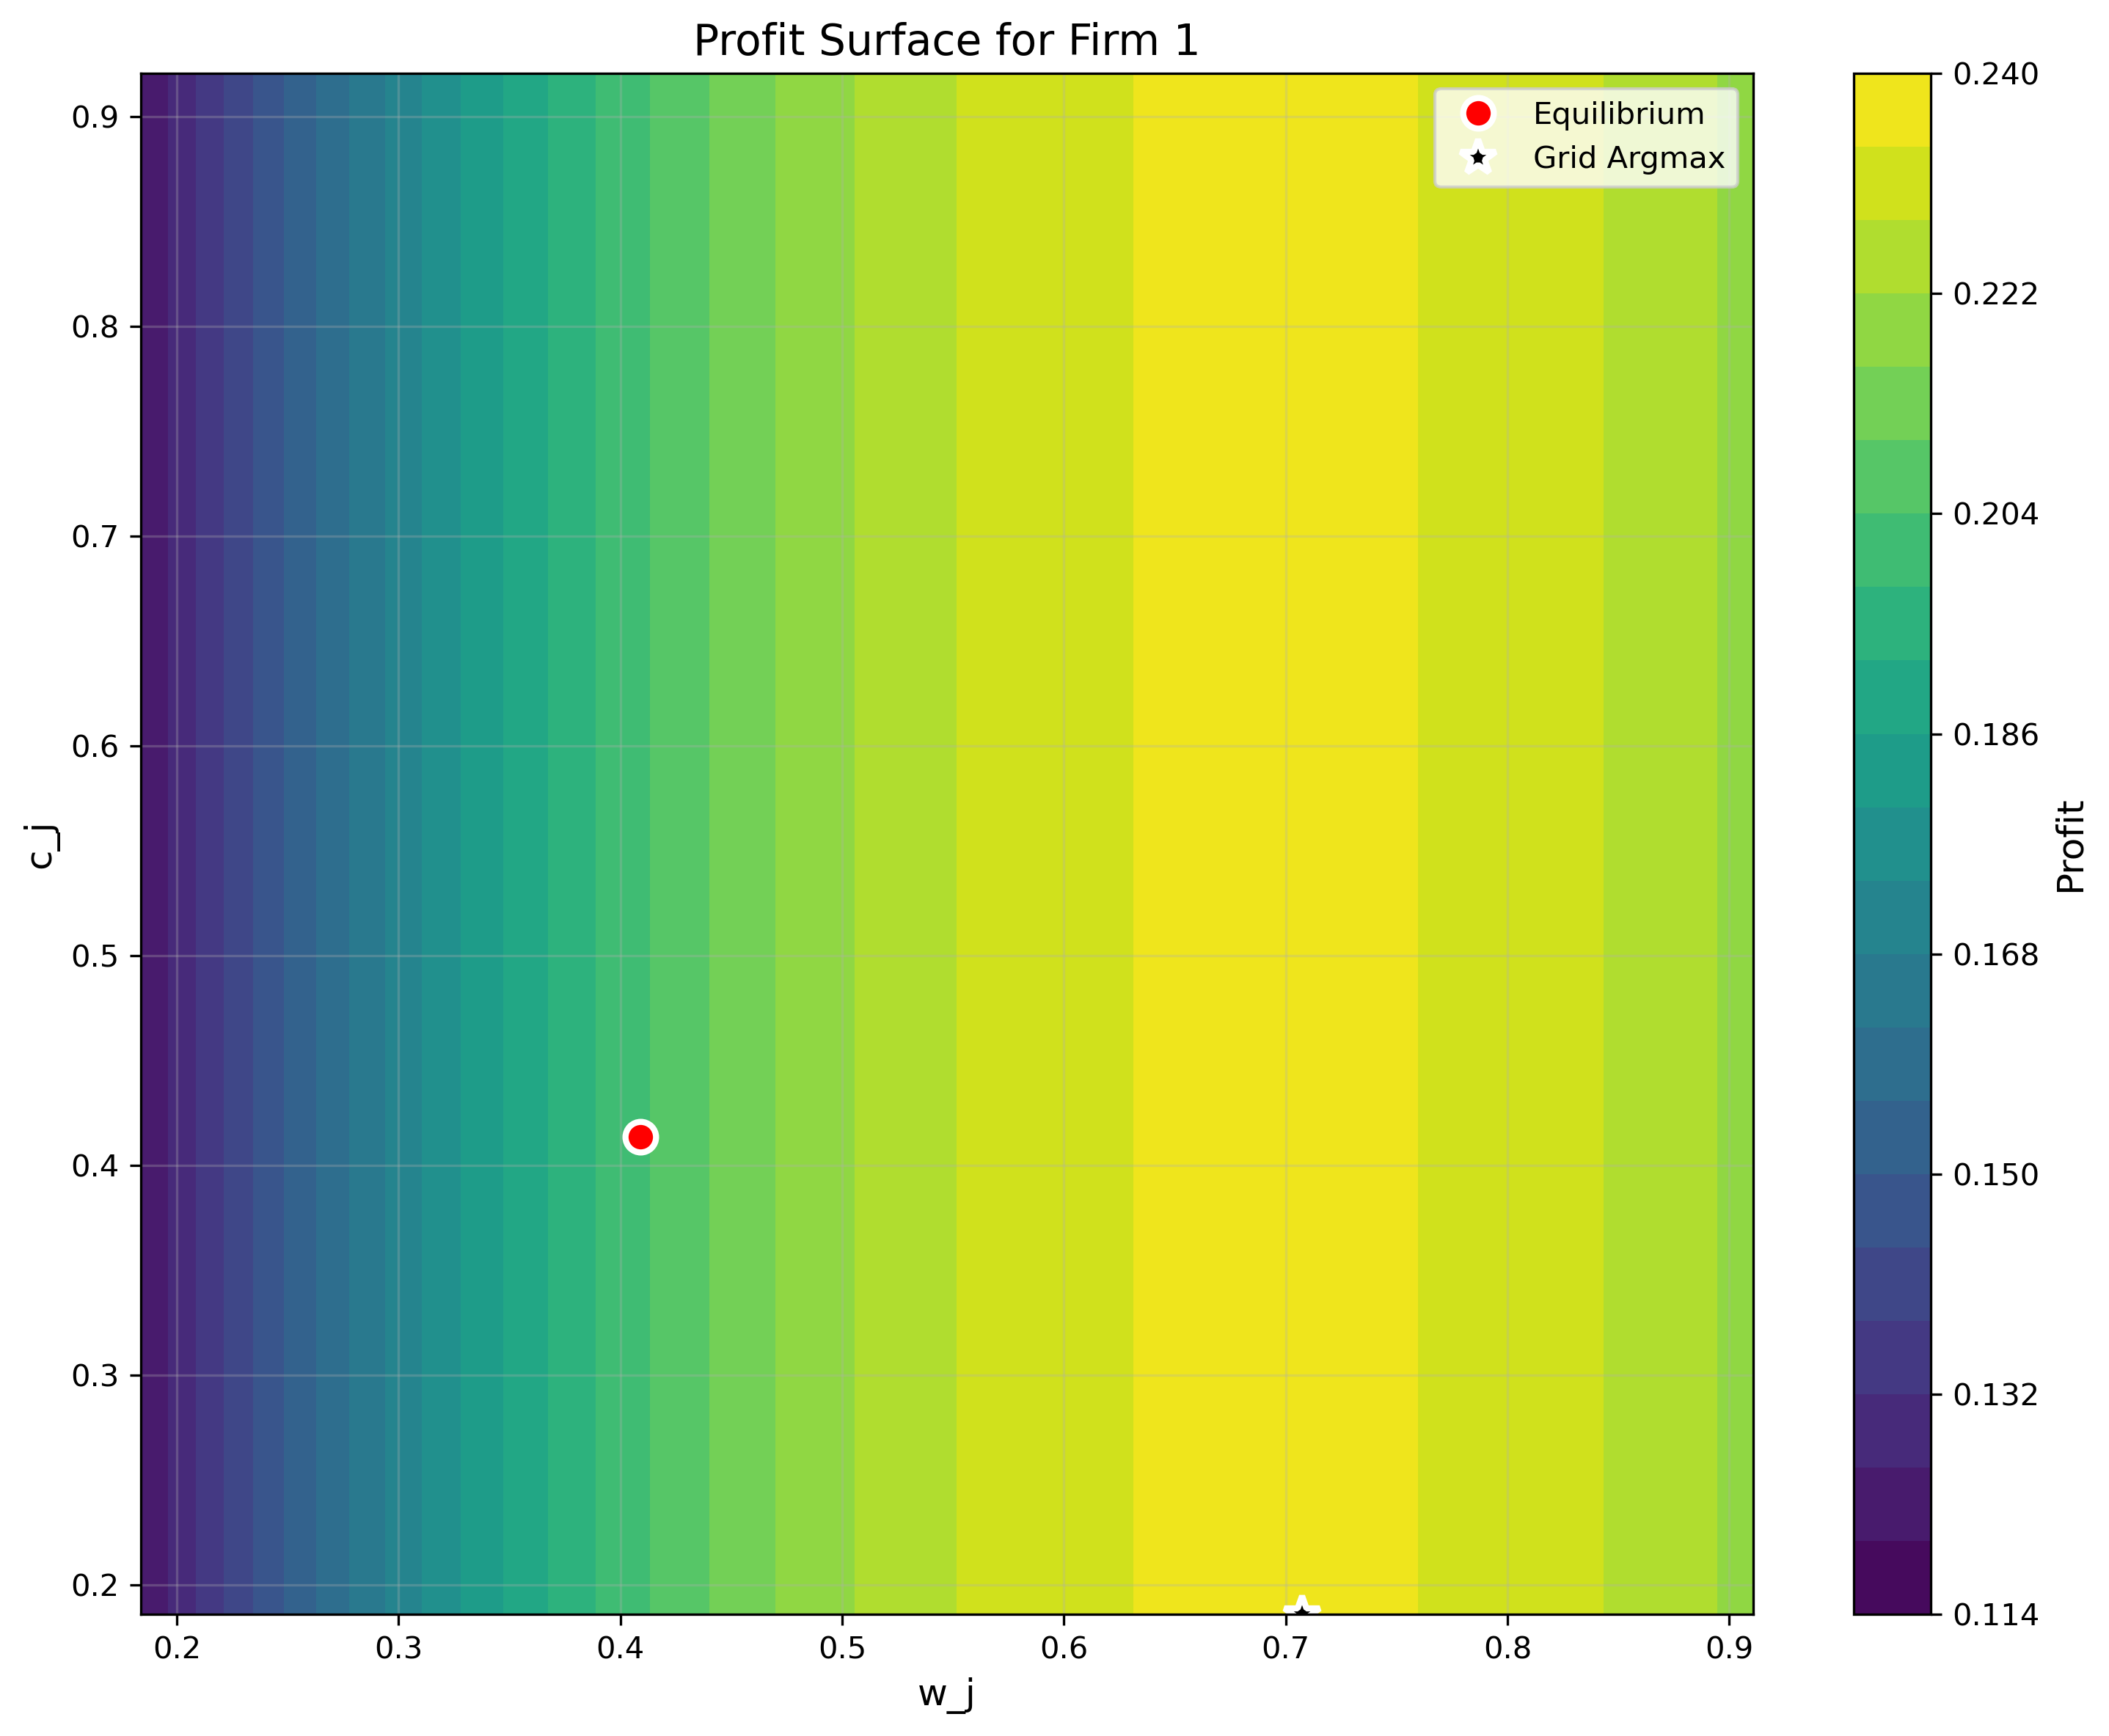 Profit Surface for Firm 1
Equilibrium
Grid Argmax
c_j
0.9
0.8
0.7
0.6
0.5
0.4
0.3
0.2
0.2 0.3 0.4 0.5 0.6 0.7 0.8 0.9
w_j
0.240
0.222
0.204
0.186
0.168
0.150
0.132
0.114
Profit